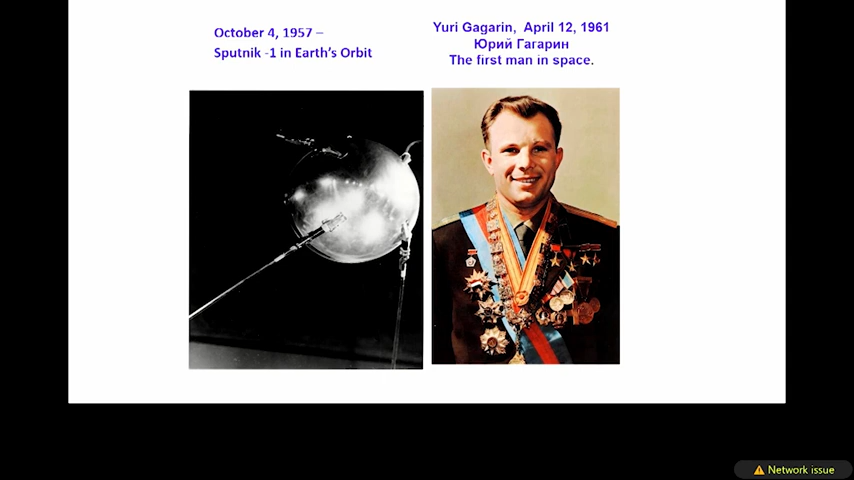 October 4, 1957 –
Sputnik -1 in Earth’s Orbit
Yuri Gagarin,  April 12, 1961
Юрий Гагарин
The first man in space.
Network issue